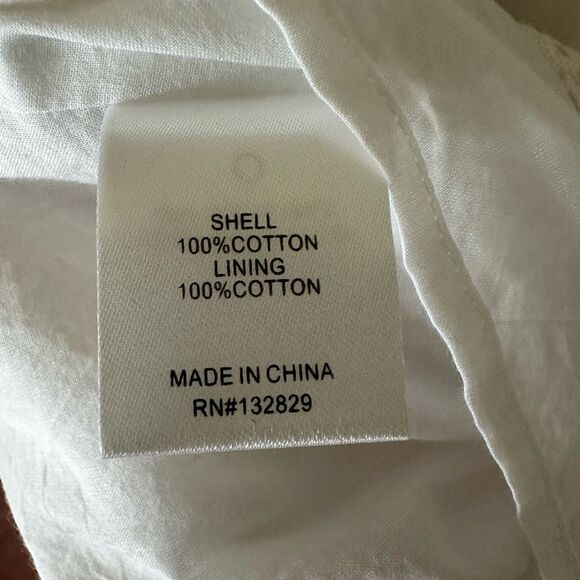 SHELL
100%COTTON
LINING
100%COTTON
MADE IN CHINA
RN#132829